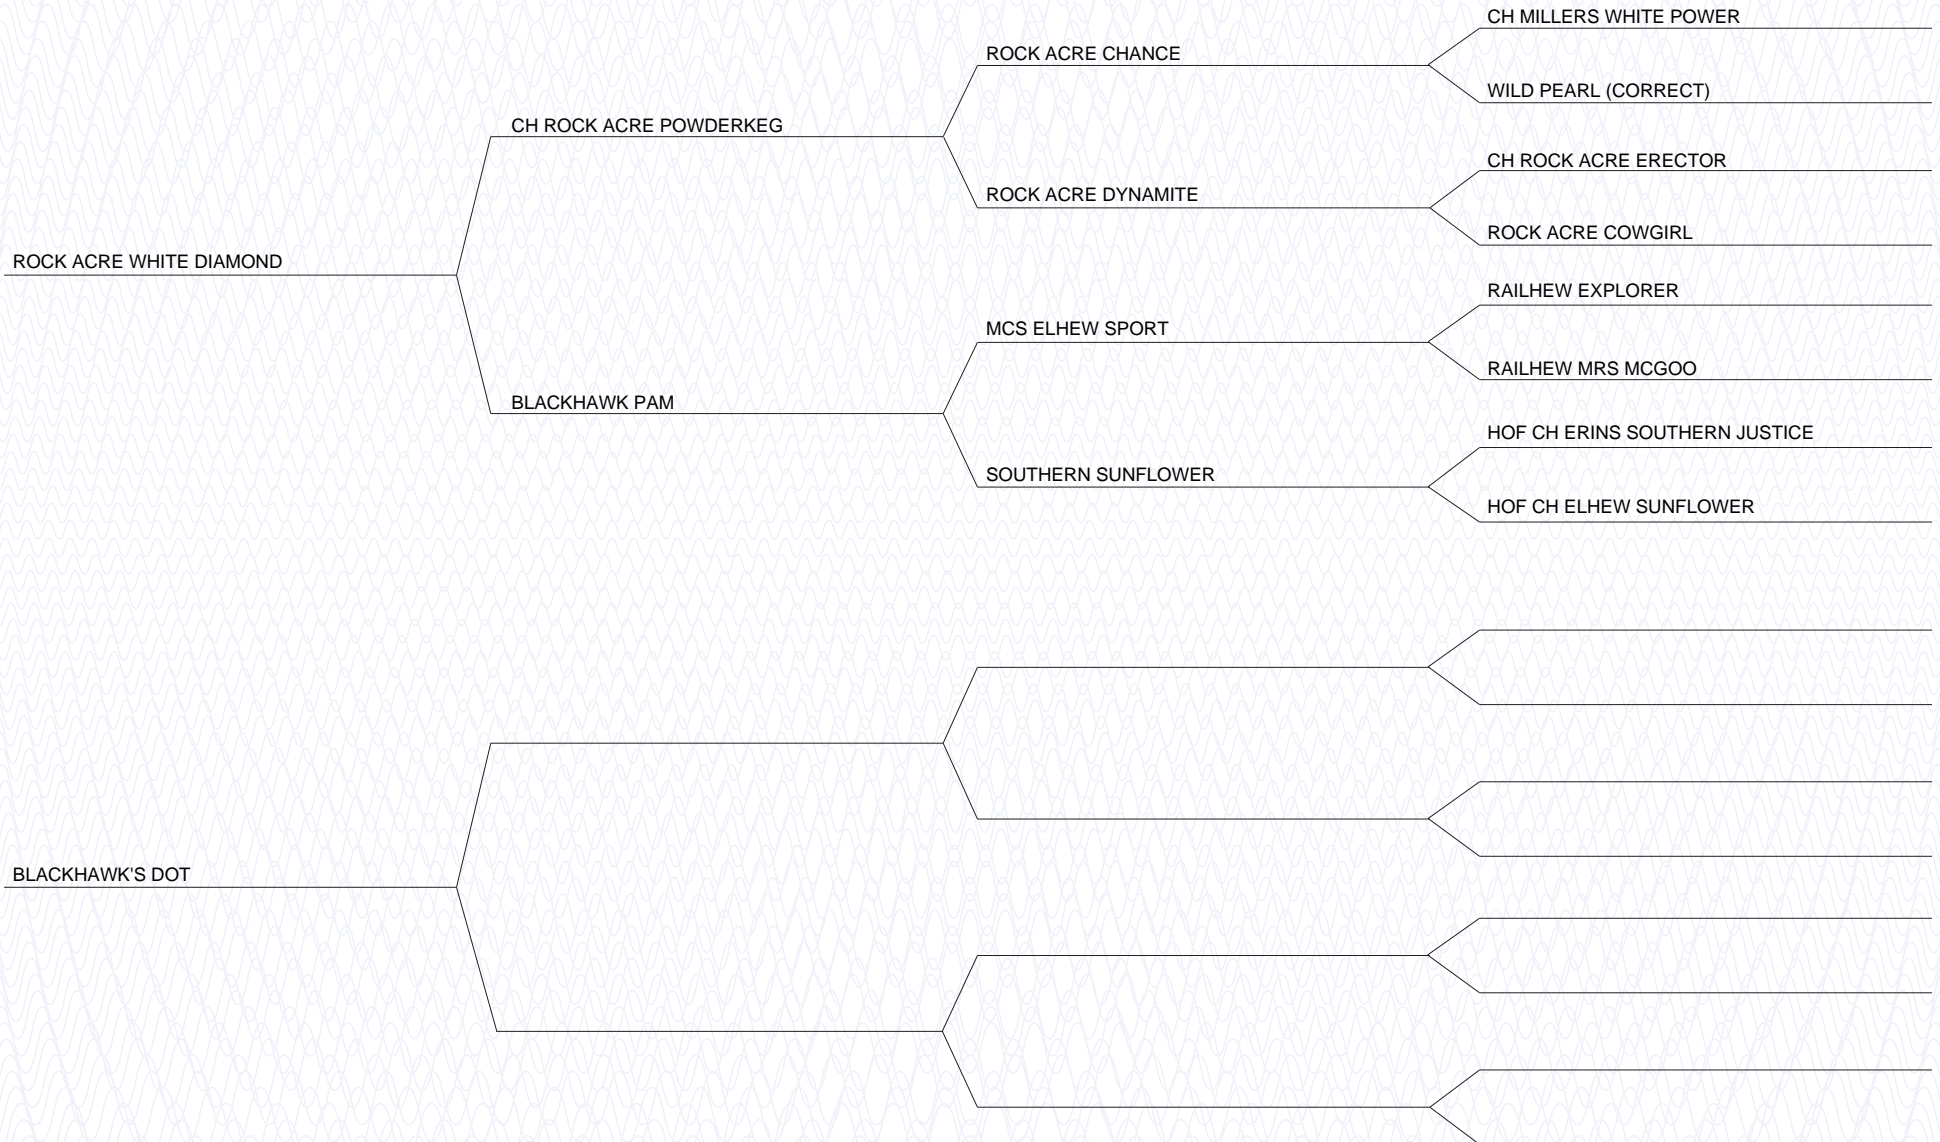 CH MILLERS WHITE POWER
ROCK ACRE CHANCE
WILD PEARL (CORRECT)
CH ROCK ACRE POWDERKEG
CH ROCK ACRE ERECTOR
ROCK ACRE DYNAMITE
ROCK ACRE COWGIRL
ROCK ACRE WHITE DIAMOND
RAILHEW EXPLORER
MCS ELHEW SPORT
RAILHEW MRS MCGOO
BLACKHAWK PAM
HOF CH ERINS SOUTHERN JUSTICE
SOUTHERN SUNFLOWER
HOF CH ELHEW SUNFLOWER
BLACKHAWK'S DOT